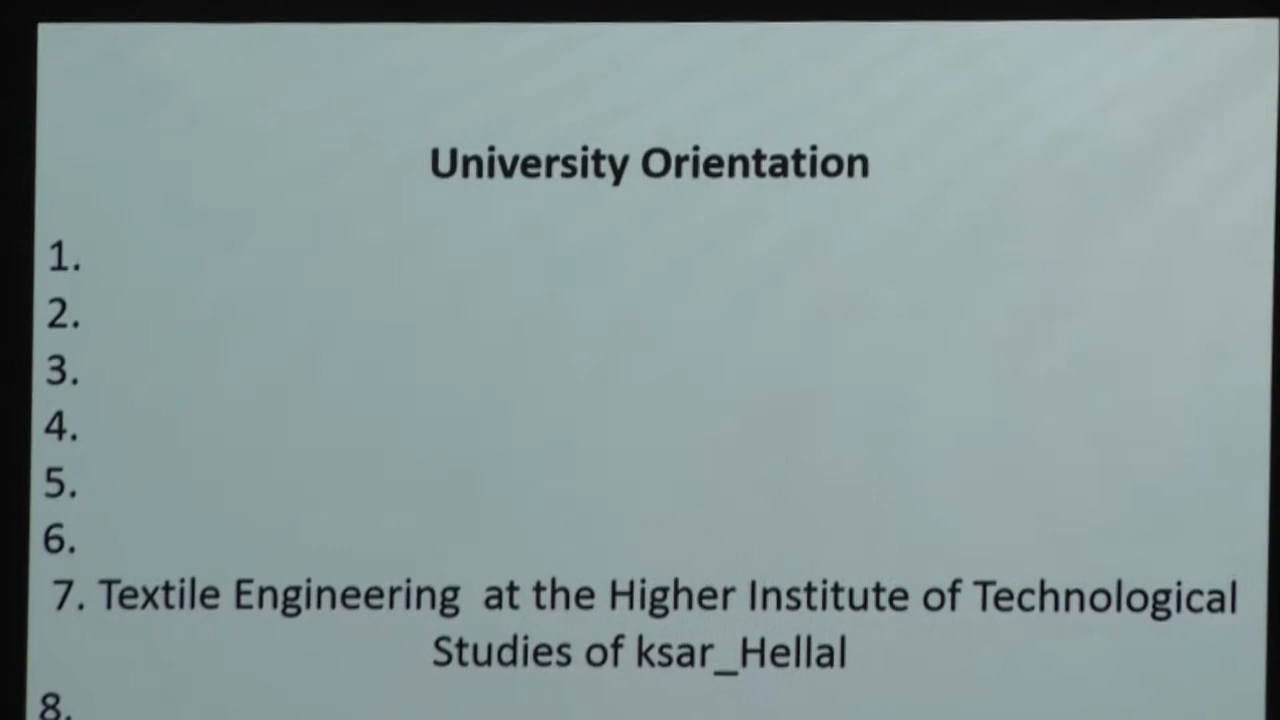 University Orientation
1.
2.
3.
4.
5.
6.
7. Textile Engineering at the Higher Institute of Technological
Studies of ksar_Hellal
8.